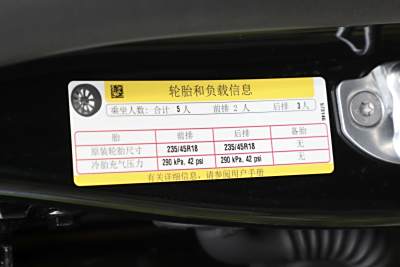 轮胎和负载信息
乘坐人数: 合计 5 人 前排 2 人 后排 3 人
胎 前排 后排 备胎
原装轮胎尺寸 235/45R18 235/45R18 无
冷胎充气压力 290 kPa, 42 psi 290 kPa, 42 psi 无
有关详细信息, 请参阅用户手册